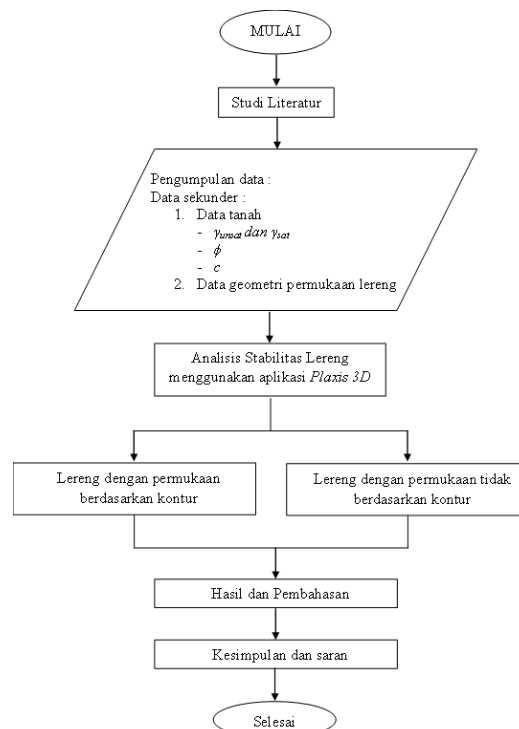 MULAI
Studi Literatur
Pengumpulan data :
Data sekunder :
1. Data tanah
- γunsat dan γsat
- ϕ
- c
2. Data geometri permukaan lereng
Analisis Stabilitas Lereng
menggunakan aplikasi Plaxis 3D
Lereng dengan permukaan
berdasarkan kontur
Lereng dengan permukaan tidak
berdasarkan kontur
Hasil dan Pembahasan
Kesimpulan dan saran
Selesai